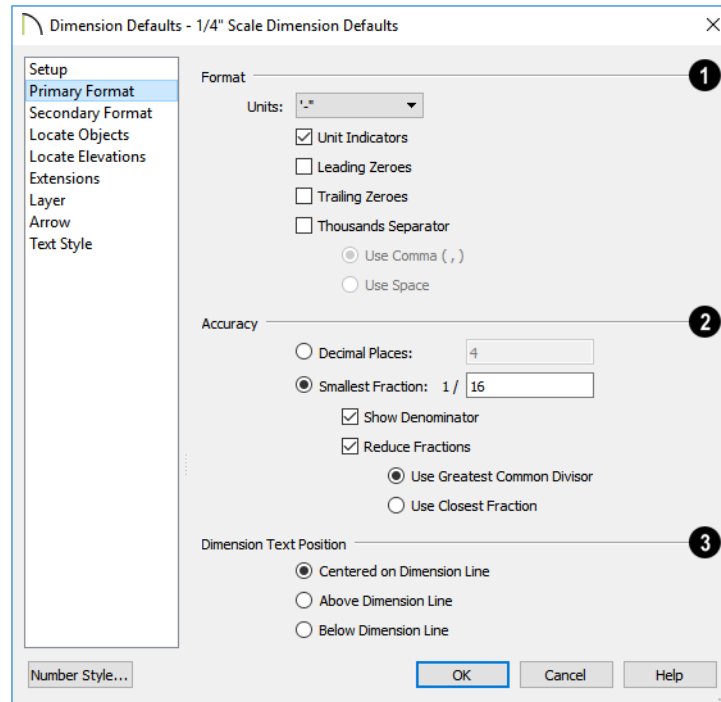 Dimension Defaults - 1/4" Scale Dimension Defaults
Setup
Primary Format
Secondary Format
Locate Objects
Locate Elevations
Extensions
Layer
Arrow
Text Style
Format 1
Units: '-"
Unit Indicators
Leading Zeroes
Trailing Zeroes
Thousands Separator
Use Comma ( , )
Use Space
Accuracy 2
Decimal Places: 4
Smallest Fraction: 1 / 16
Show Denominator
Reduce Fractions
Use Greatest Common Divisor
Use Closest Fraction
Dimension Text Position 3
Centered on Dimension Line
Above Dimension Line
Below Dimension Line
Number Style... OK Cancel Help